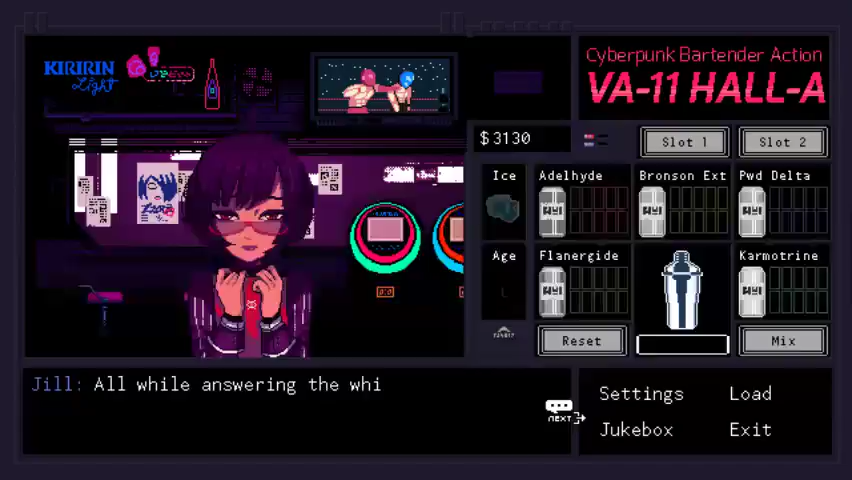 KIRIRIN
Light
Cyberpunk Bartender Action
VA-11 HALL-A
$3130
Slot 1
Slot 2
Ice
Adelhyde
Bronson Ext
Pwd Delta
Age
Flanergide
Karmotrine
Reset
Mix
Jill: All while answering the whi
NEXT
Settings
Load
Jukebox
Exit